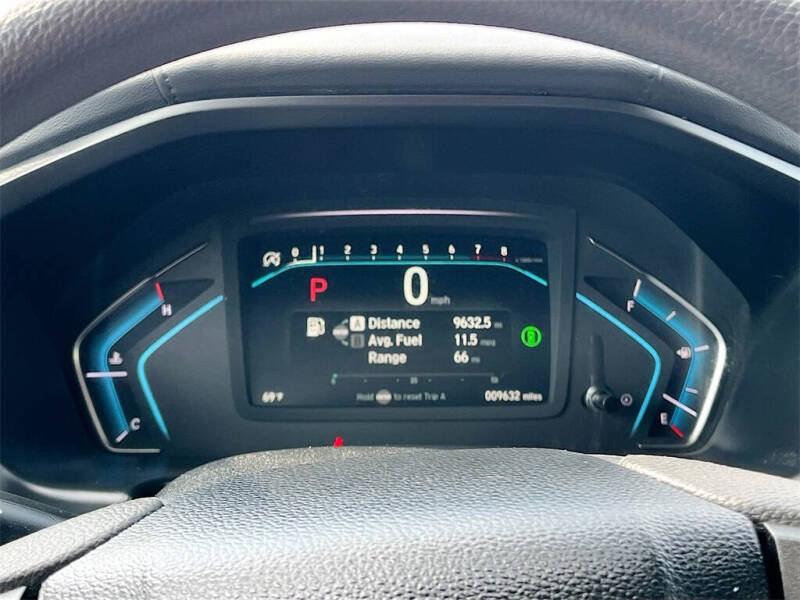 0 1 2 3 4 5 6 7 8
P 0 mph
A Distance 9632.5 mi
B Avg. Fuel 11.5 mpg
Range 66 mi
69°F Hold to reset Trip A 009632 miles
H
C
F
E
A